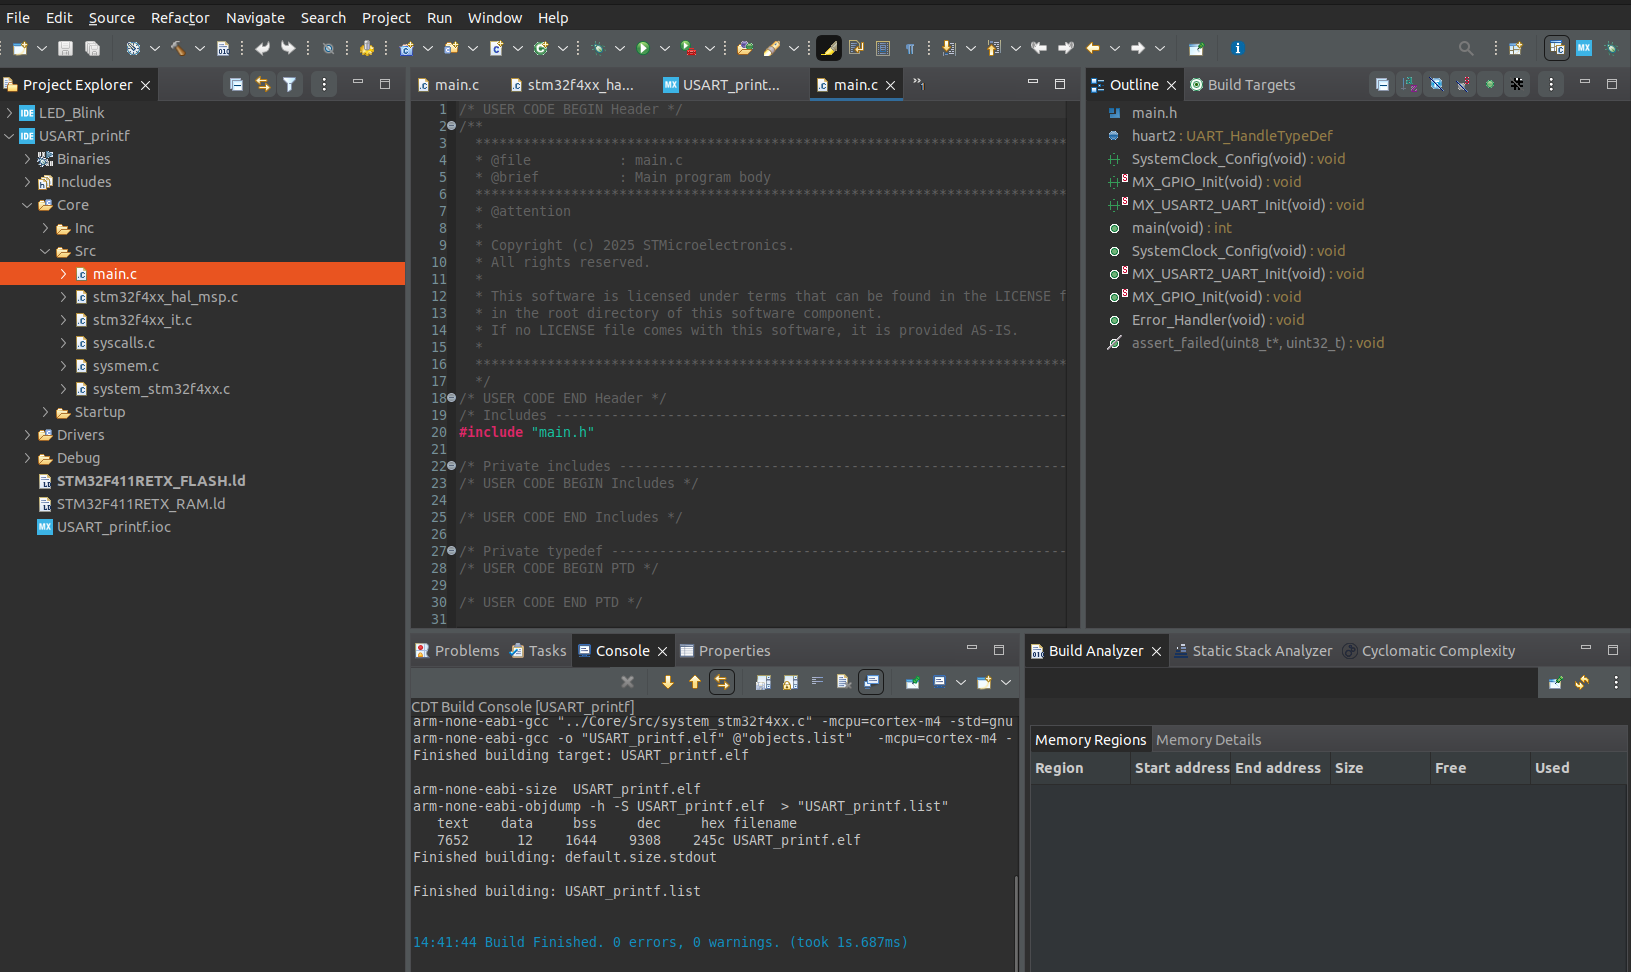 File Edit Source Refactor Navigate Search Project Run Window Help
Project Explorer
LED_Blink
USART_printf
Binaries
Includes
Core
Inc
Src
main.c
stm32f4xx_hal_msp.c
stm32f4xx_it.c
syscalls.c
sysmem.c
system_stm32f4xx.c
Startup
Drivers
Debug
STM32F411RETX_FLASH.ld
STM32F411RETX_RAM.ld
USART_printf.ioc
main.c stm32f4xx_ha... USART_print... main.c
1 /* USER CODE BEGIN Header */
2 /**
3 ******************************************************************************
4 * @file : main.c
5 * @brief : Main program body
6 ******************************************************************************
7 * @attention
8 *
9 * Copyright (c) 2025 STMicroelectronics.
10 * All rights reserved.
11 *
12 * This software is licensed under terms that can be found in the LICENSE f
13 * in the root directory of this software component.
14 * If no LICENSE file comes with this software, it is provided AS-IS.
15 *
16 ******************************************************************************
17 */
18 /* USER CODE END Header */
19 /* Includes ----------------------------------------------------------------
20 #include "main.h"
21
22 /* Private includes --------------------------------------------------------
23 /* USER CODE BEGIN Includes */
24
25 /* USER CODE END Includes */
26
27 /* Private typedef ---------------------------------------------------------
28 /* USER CODE BEGIN PTD */
29
30 /* USER CODE END PTD */
31
Outline Build Targets
main.h
huart2 : UART_HandleTypeDef
SystemClock_Config(void) : void
MX_GPIO_Init(void) : void
MX_USART2_UART_Init(void) : void
main(void) : int
SystemClock_Config(void) : void
MX_USART2_UART_Init(void) : void
MX_GPIO_Init(void) : void
Error_Handler(void) : void
assert_failed(uint8_t*, uint32_t) : void
Problems Tasks Console Properties
CDT Build Console [USART_printf]
arm-none-eabi-gcc "../Core/Src/system_stm32f4xx.c" -mcpu=cortex-m4 -std=gnu
arm-none-eabi-gcc -o "USART_printf.elf" @"objects.list" -mcpu=cortex-m4 -
Finished building target: USART_printf.elf
arm-none-eabi-size USART_printf.elf
arm-none-eabi-objdump -h -S USART_printf.elf > "USART_printf.list"
text data bss dec hex filename
7652 12 1644 9308 245c USART_printf.elf
Finished building: default.size.stdout
Finished building: USART_printf.list
14:41:44 Build Finished. 0 errors, 0 warnings. (took 1s.687ms)
Build Analyzer Static Stack Analyzer Cyclomatic Complexity
Memory Regions Memory Details
Region Start address End address Size Free Used